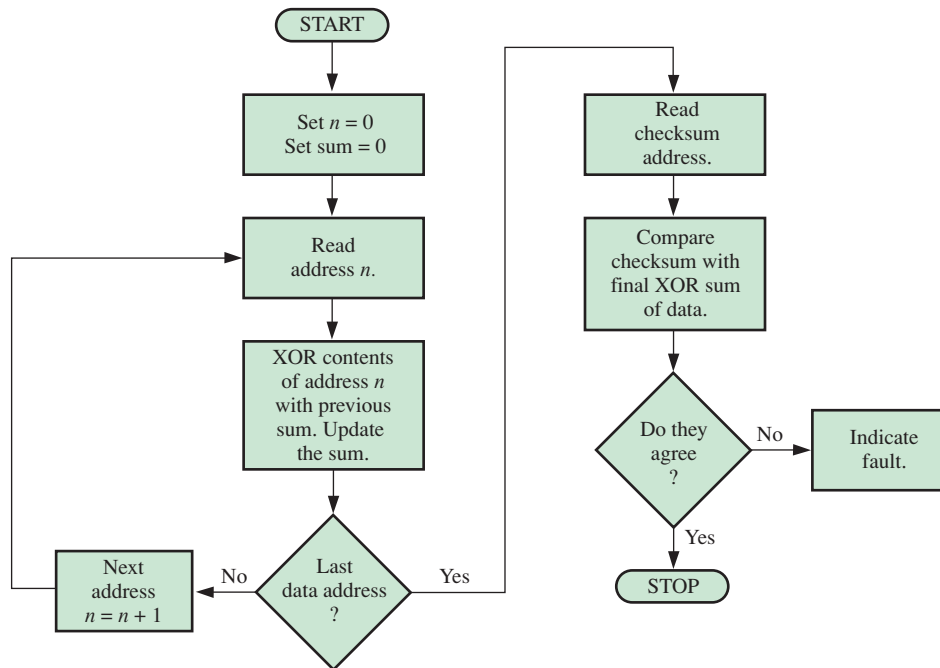 START
Set n = 0
Set sum = 0
Read
address n.
XOR contents
of address n
with previous
sum. Update
the sum.
Last
data address
?
No
Next
address
n = n + 1
Yes
Read
checksum
address.
Compare
checksum with
final XOR sum
of data.
Do they
agree
?
No
Indicate
fault.
Yes
STOP